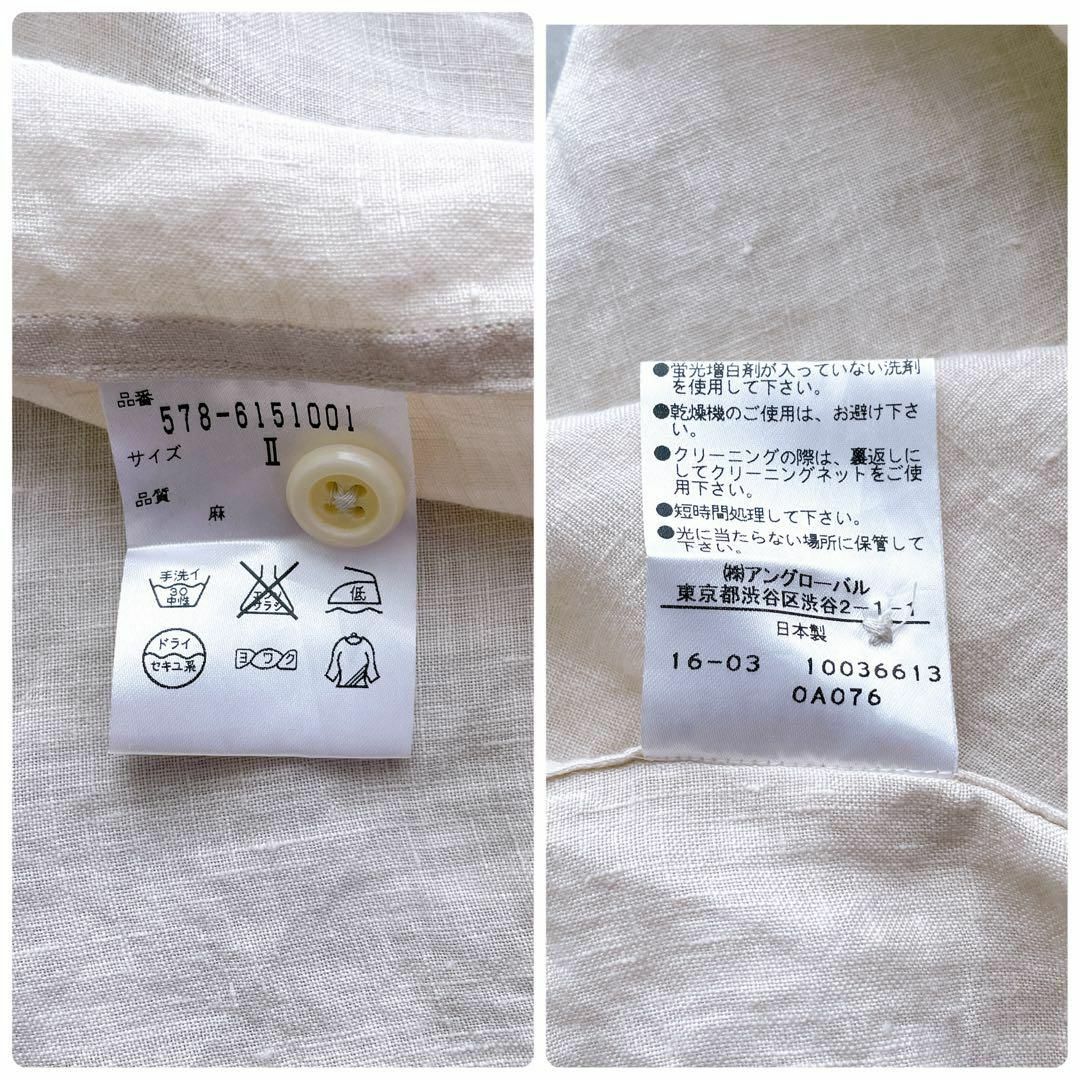 品番
578-6151001
サイズ II
品質
麻
手洗イ
30
中性
エンソ
サラシ
低
ドライ
セキユ系
ヨワク
●蛍光増白剤が入っていない洗剤
を使用して下さい。
●乾燥機のご使用は、お避け下さ
い。
●クリーニングの際は、裏返しに
してクリーニングネットをご使
用下さい。
●短時間処理して下さい。
●光に当たらない場所に保管して
下さい。
㈱アングローバル
東京都渋谷区渋谷2-1-1
日本製
16-03 10036613
0A076